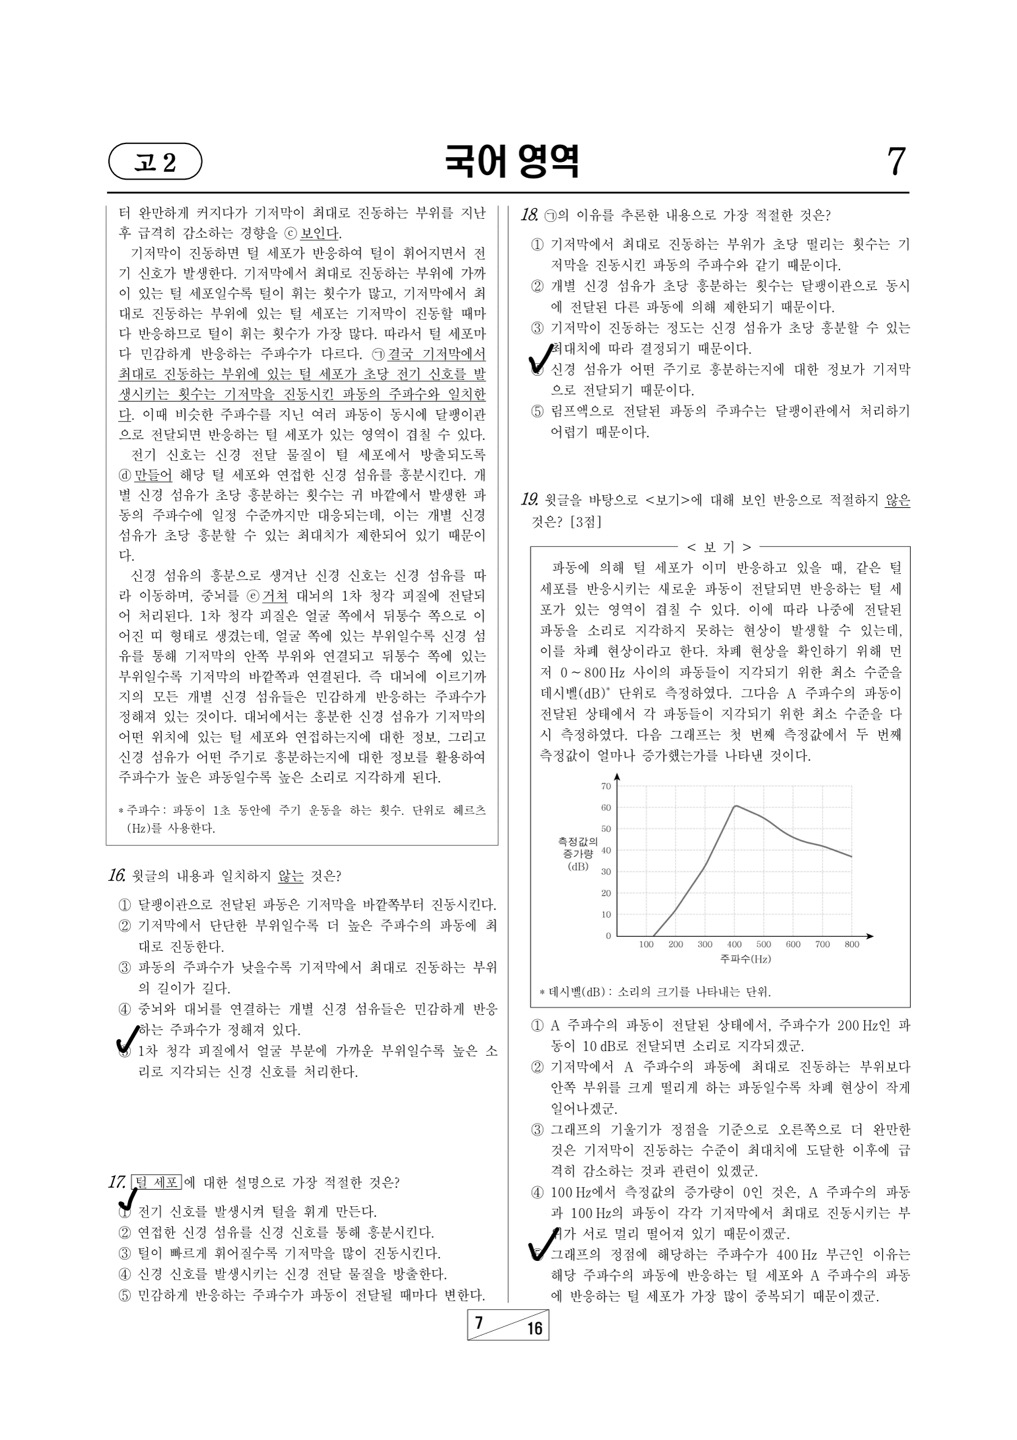 고 2
국어 영역
7
터 완만하게 커지다가 기저막이 최대로 진동하는 부위를 지난
후 급격히 감소하는 경향을 ⓒ보인다.
기저막이 진동하면 털 세포가 반응하여 털이 휘어지면서 전
기 신호가 발생한다. 기저막에서 최대로 진동하는 부위에 가까
이 있는 털 세포일수록 털이 휘는 횟수가 많고, 기저막에서 최
대로 진동하는 부위에 있는 털 세포는 기저막이 진동할 때마
다 반응하므로 털이 휘는 횟수가 가장 많다. 따라서 털 세포마
다 민감하게 반응하는 주파수가 다르다. ㉠결국 기저막에서
최대로 진동하는 부위에 있는 털 세포가 초당 전기 신호를 발
생시키는 횟수는 기저막을 진동시킨 파동의 주파수와 일치한
다. 이때 비슷한 주파수를 지닌 여러 파동이 동시에 달팽이관
으로 전달되면 반응하는 털 세포가 있는 영역이 겹칠 수 있다.
전기 신호는 신경 전달 물질이 털 세포에서 방출되도록
ⓓ만들어 해당 털 세포와 연접한 신경 섬유를 흥분시킨다. 개
별 신경 섬유가 초당 흥분하는 횟수는 귀 바깥에서 발생한 파
동의 주파수에 일정 수준까지만 대응되는데, 이는 개별 신경
섬유가 초당 흥분할 수 있는 최대치가 제한되어 있기 때문이
다.
신경 섬유의 흥분으로 생겨난 신경 신호는 신경 섬유를 따
라 이동하며, 중뇌를 ⓔ거쳐 대뇌의 1차 청각 피질에 전달되
어 처리된다. 1차 청각 피질은 얼굴 쪽에서 뒤통수 쪽으로 이
어진 띠 형태로 생겼는데, 얼굴 쪽에 있는 부위일수록 신경 섬
유를 통해 기저막의 안쪽 부위와 연결되고 뒤통수 쪽에 있는
부위일수록 기저막의 바깥쪽과 연결된다. 즉 대뇌에 이르기까
지의 모든 개별 신경 섬유들은 민감하게 반응하는 주파수가
정해져 있는 것이다. 대뇌에서는 흥분한 신경 섬유가 기저막의
어떤 위치에 있는 털 세포와 연접하는지에 대한 정보, 그리고
신경 섬유가 어떤 주기로 흥분하는지에 대한 정보를 활용하여
주파수가 높은 파동일수록 높은 소리로 지각하게 된다.
* 주파수 : 파동이 1초 동안에 주기 운동을 하는 횟수. 단위로 헤르츠
(Hz)를 사용한다.
16. 윗글의 내용과 일치하지 않는 것은?
① 달팽이관으로 전달된 파동은 기저막을 바깥쪽부터 진동시킨다.
② 기저막에서 단단한 부위일수록 더 높은 주파수의 파동에 최
대로 진동한다.
③ 파동의 주파수가 낮을수록 기저막에서 최대로 진동하는 부위
의 길이가 길다.
④ 중뇌와 대뇌를 연결하는 개별 신경 섬유들은 민감하게 반응
하는 주파수가 정해져 있다.
⑤ 1차 청각 피질에서 얼굴 부분에 가까운 부위일수록 높은 소
리로 지각되는 신경 신호를 처리한다.
17. 털 세포에 대한 설명으로 가장 적절한 것은?
① 전기 신호를 발생시켜 털을 휘게 만든다.
② 연접한 신경 섬유를 신경 신호를 통해 흥분시킨다.
③ 털이 빠르게 휘어질수록 기저막을 많이 진동시킨다.
④ 신경 신호를 발생시키는 신경 전달 물질을 방출한다.
⑤ 민감하게 반응하는 주파수가 파동이 전달될 때마다 변한다.
18. ㉠의 이유를 추론한 내용으로 가장 적절한 것은?
① 기저막에서 최대로 진동하는 부위가 초당 떨리는 횟수는 기
저막을 진동시킨 파동의 주파수와 같기 때문이다.
② 개별 신경 섬유가 초당 흥분하는 횟수는 달팽이관으로 동시
에 전달된 다른 파동에 의해 제한되기 때문이다.
③ 기저막이 진동하는 정도는 신경 섬유가 초당 흥분할 수 있는
최대치에 따라 결정되기 때문이다.
④ 신경 섬유가 어떤 주기로 흥분하는지에 대한 정보가 기저막
으로 전달되기 때문이다.
⑤ 림프액으로 전달된 파동의 주파수는 달팽이관에서 처리하기
어렵기 때문이다.
19. 윗글을 바탕으로 <보기>에 대해 보인 반응으로 적절하지 않은
것은? [3점]
< 보 기 >
파동에 의해 털 세포가 이미 반응하고 있을 때, 같은 털
세포를 반응시키는 새로운 파동이 전달되면 반응하는 털 세
포가 있는 영역이 겹칠 수 있다. 이에 따라 나중에 전달된
파동을 소리로 지각하지 못하는 현상이 발생할 수 있는데,
이를 차폐 현상이라고 한다. 차폐 현상을 확인하기 위해 먼
저 0 ~ 800 Hz 사이의 파동들이 지각되기 위한 최소 수준을
데시벨(dB)* 단위로 측정하였다. 그다음 A 주파수의 파동이
전달된 상태에서 각 파동들이 지각되기 위한 최소 수준을 다
시 측정하였다. 다음 그래프는 첫 번째 측정값에서 두 번째
측정값이 얼마나 증가했는가를 나타낸 것이다.
70
60
50
측정값의 40
증가량
(dB) 30
20
10
0
100 200 300 400 500 600 700 800
주파수(Hz)
* 데시벨(dB) : 소리의 크기를 나타내는 단위.
① A 주파수의 파동이 전달된 상태에서, 주파수가 200 Hz인 파
동이 10 dB로 전달되면 소리로 지각되겠군.
② 기저막에서 A 주파수의 파동에 최대로 진동하는 부위보다
안쪽 부위를 크게 떨리게 하는 파동일수록 차폐 현상이 작게
일어나겠군.
③ 그래프의 기울기가 정점을 기준으로 오른쪽으로 더 완만한
것은 기저막이 진동하는 수준이 최대치에 도달한 이후에 급
격히 감소하는 것과 관련이 있겠군.
④ 100 Hz에서 측정값의 증가량이 0인 것은, A 주파수의 파동
과 100 Hz의 파동이 각각 기저막에서 최대로 진동시키는 부
위가 서로 멀리 떨어져 있기 때문이겠군.
⑤ 그래프의 정점에 해당하는 주파수가 400 Hz 부근인 이유는
해당 주파수의 파동에 반응하는 털 세포와 A 주파수의 파동
에 반응하는 털 세포가 가장 많이 중복되기 때문이겠군.
7
16